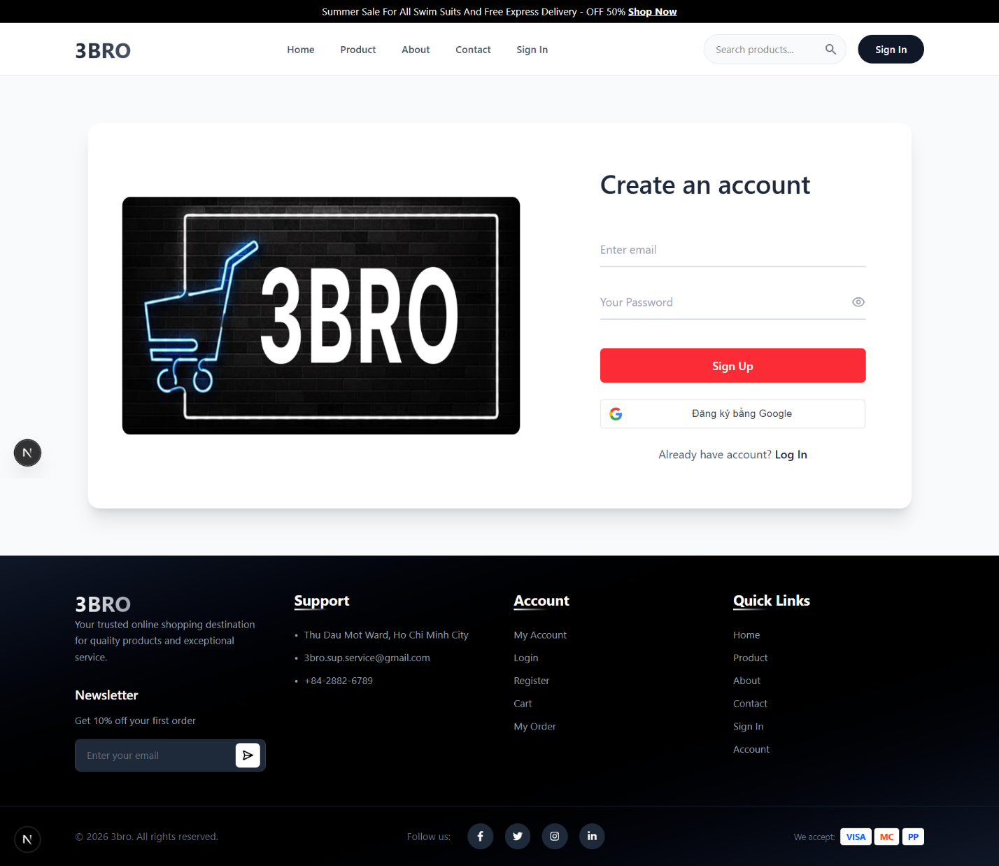 Summer Sale For All Swim Suits And Free Express Delivery - OFF 50% Shop Now
3BRO
Home
Product
About
Contact
Sign In
Search products...
Sign In
3BRO
Create an account
Enter email
Your Password
Sign Up
Đăng ký bằng Google
Already have account? Log In
N
3BRO
Your trusted online shopping destination
for quality products and exceptional
service.
Newsletter
Get 10% off your first order
Enter your email
Support
• Thu Dau Mot Ward, Ho Chi Minh City
• 3bro.sup.service@gmail.com
• +84-2882-6789
Account
My Account
Login
Register
Cart
My Order
Quick Links
Home
Product
About
Contact
Sign In
Account
N
© 2026 3bro. All rights reserved.
Follow us:
We accept:
VISA
MC
PP